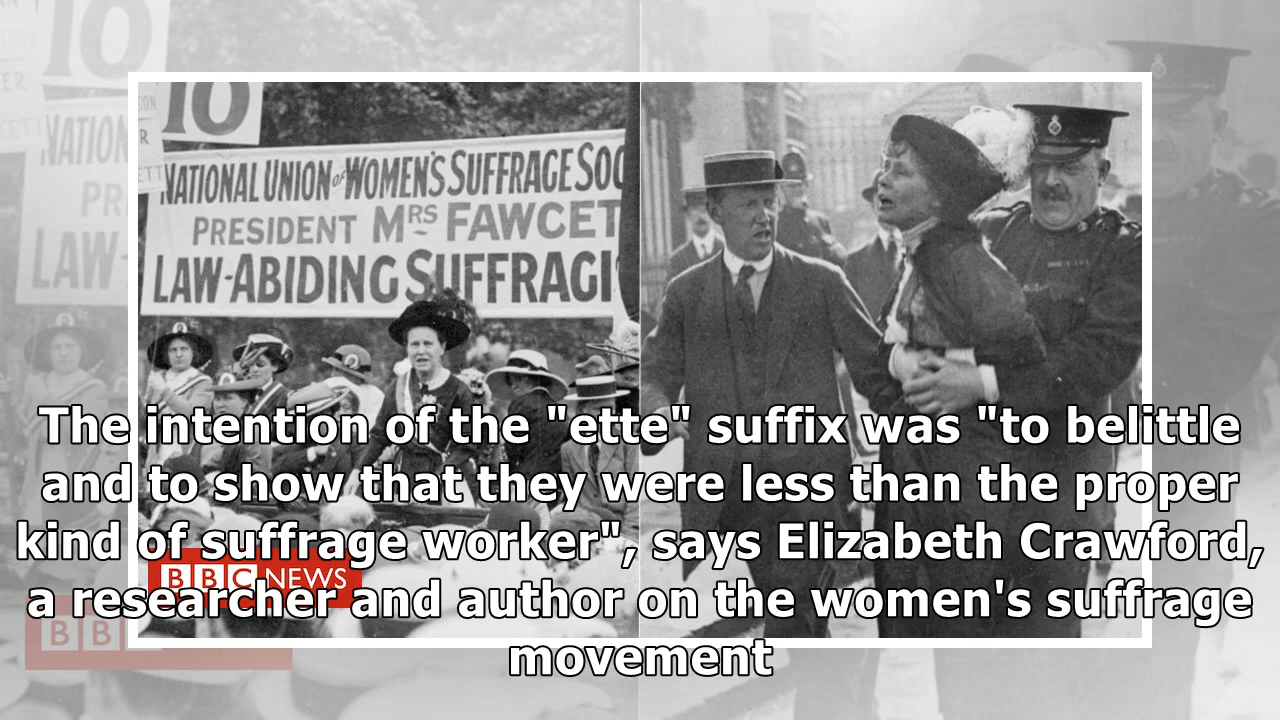 10
NATIONAL UNION OF WOMEN'S SUFFRAGE SOC
PRESIDENT MRS FAWCET
LAW-ABIDING SUFFRAGI
The intention of the "ette" suffix was "to belittle
and to show that they were less than the proper
kind of suffrage worker", says Elizabeth Crawford,
BBC NEWS
a researcher and author on the women's suffrage
movement